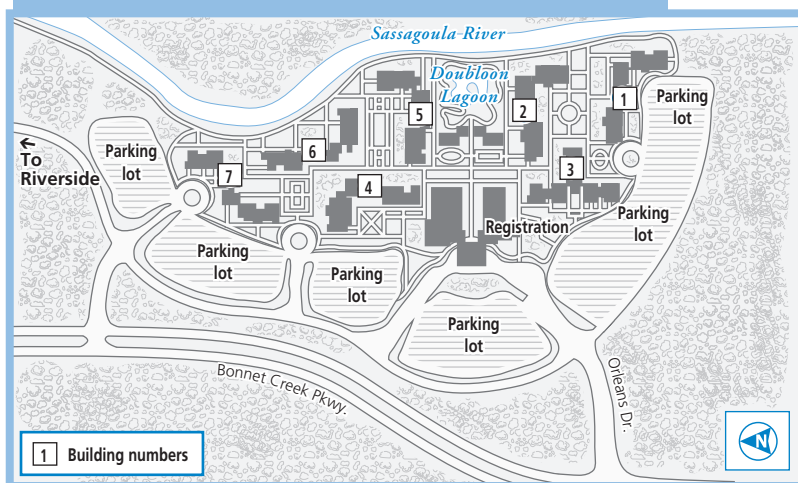 Sassagoula River
Doubloon
Lagoon
1
Parking
lot
5
2
←
To
Riverside
Parking
lot
6
7
3
4
Parking
lot
Registration
Parking
lot
Parking
lot
Parking
lot
Bonnet Creek Pkwy.
Orleans Dr.
N
1 Building numbers